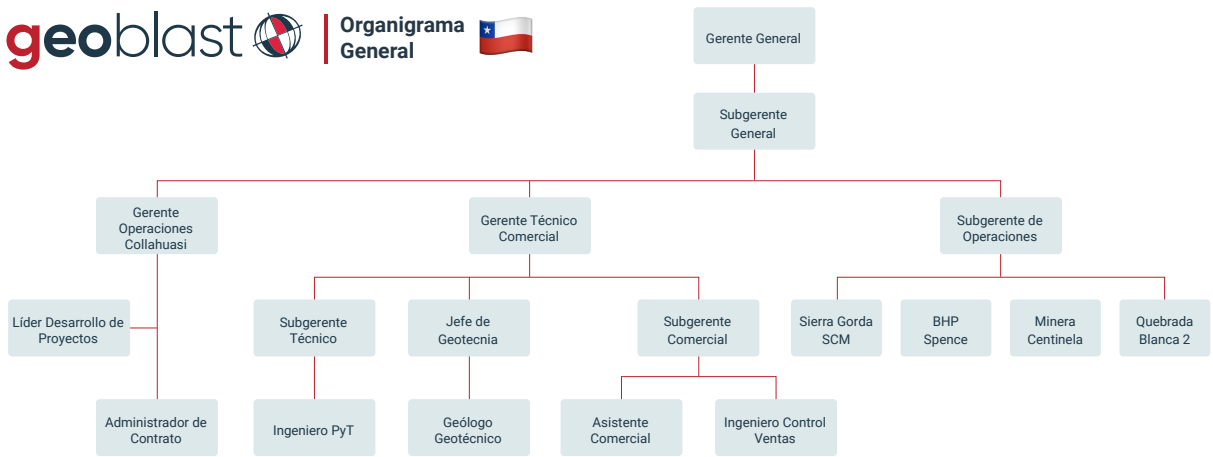 geoblast
Organigrama
General
Gerente General
Subgerente
General
Gerente
Operaciones
Collahuasi
Gerente Técnico
Comercial
Subgerente de
Operaciones
Líder Desarrollo de
Proyectos
Subgerente
Técnico
Jefe de
Geotecnia
Subgerente
Comercial
Sierra Gorda
SCM
BHP
Spence
Minera
Centinela
Quebrada
Blanca 2
Administrador de
Contrato
Ingeniero PyT
Geólogo
Geotécnico
Asistente
Comercial
Ingeniero Control
Ventas